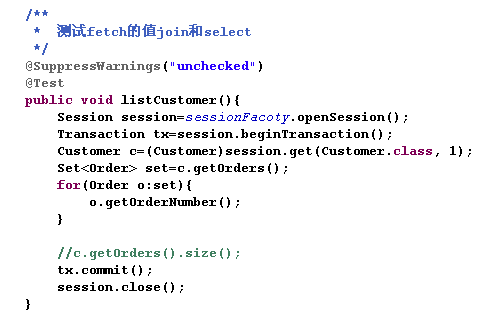 /**
 *  测试fetch的值join和select
 */
@SuppressWarnings("unchecked")
@Test
public void listCustomer(){
    Session session=sessionFacoty.openSession();
    Transaction tx=session.beginTransaction();
    Customer c=(Customer)session.get(Customer.class, 1);
    Set<Order> set=c.getOrders();
    for(Order o:set){
        o.getOrderNumber();
    }
    //c.getOrders().size();
    tx.commit();
    session.close();
}